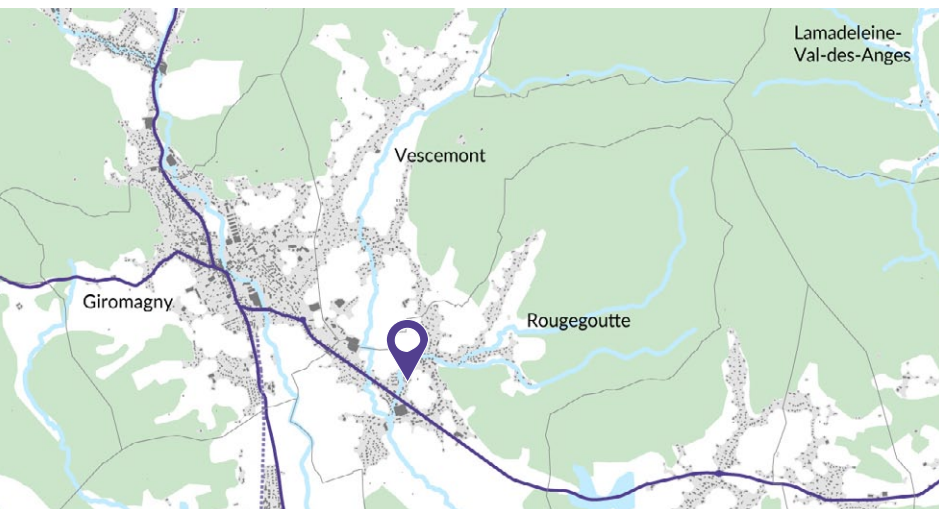 Lamadeleine-
Val-des-Anges
Vescemont
Giromagny
Rougegoutte